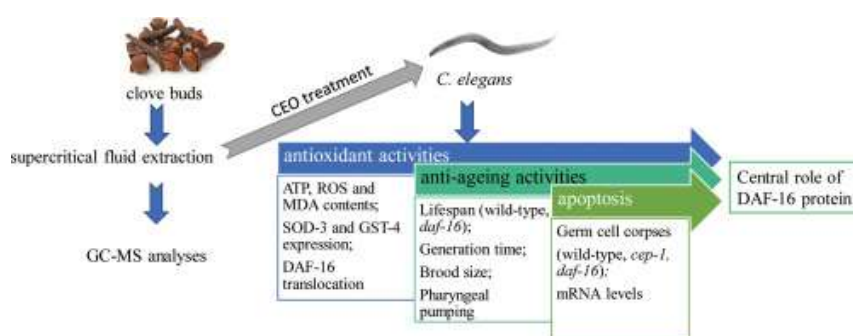 clove buds
supercritical fluid extraction
GC-MS analyses
CEO treatment
C. elegans
antioxidant activities
ATP, ROS and
MDA contents;
SOD-3 and GST-4
expression;
DAF-16
translocation
anti-ageing activities
Lifespan (wild-type,
daf-16);
Generation time;
Brood size;
Pharyngeal
pumping
apoptosis
Germ cell corpses
(wild-type, cep-1,
daf-16);
mRNA levels
Central role of
DAF-16 protein